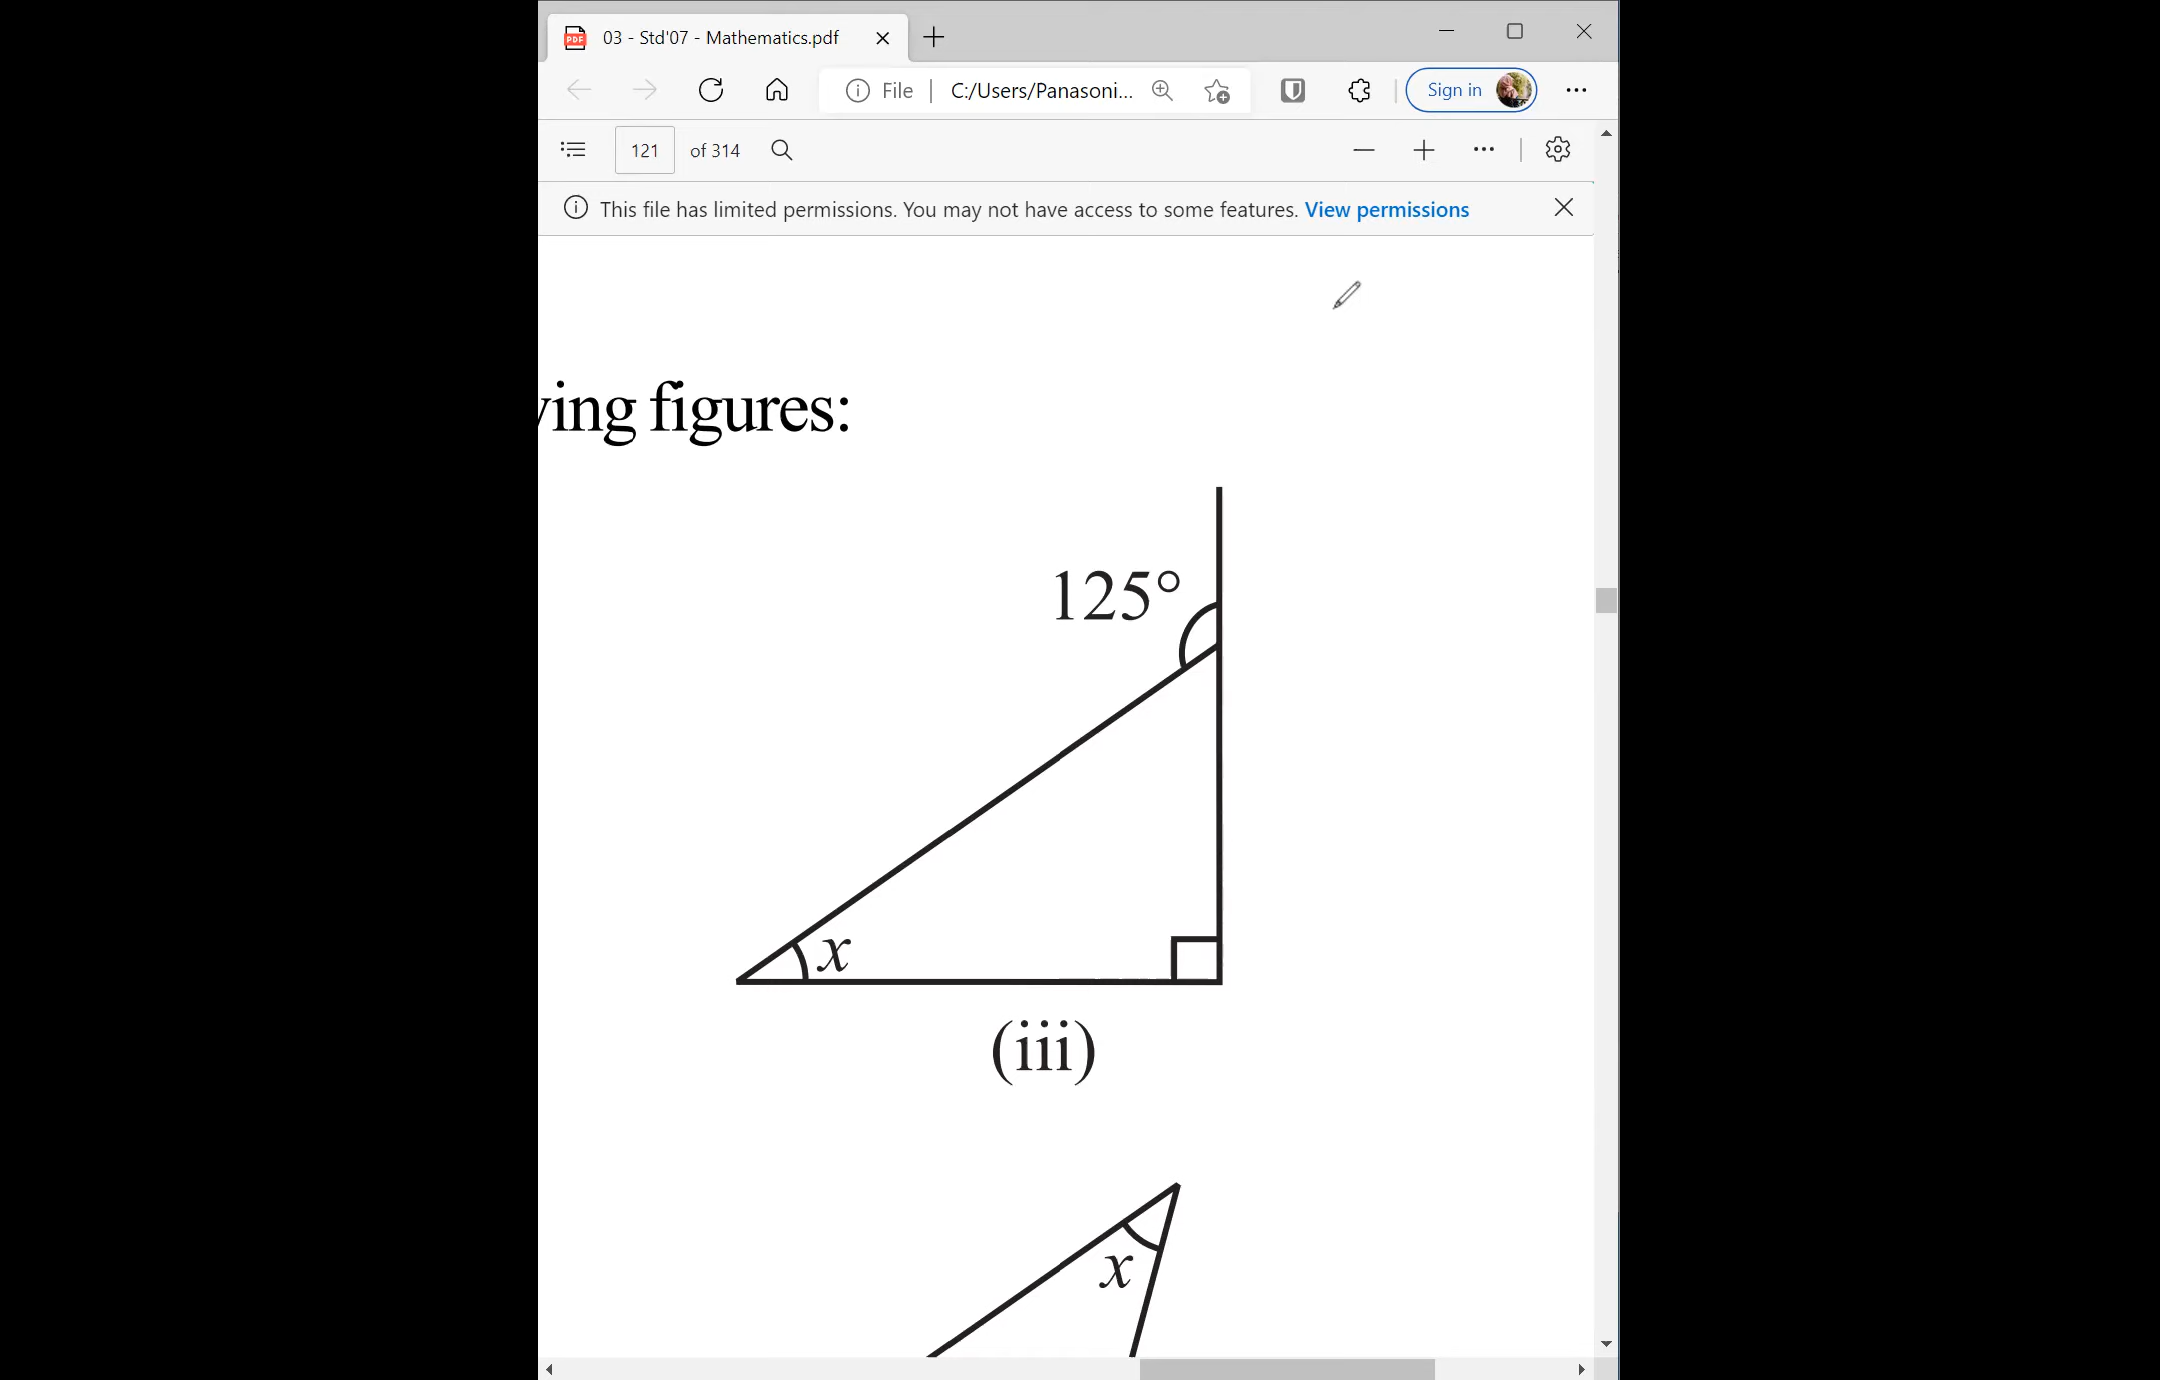 03 - Std'07 - Mathematics.pdf
File | C:/Users/Panasoni... Sign in
121 of 314
This file has limited permissions. You may not have access to some features. View permissions
figures:
125°
x
(iii)
x